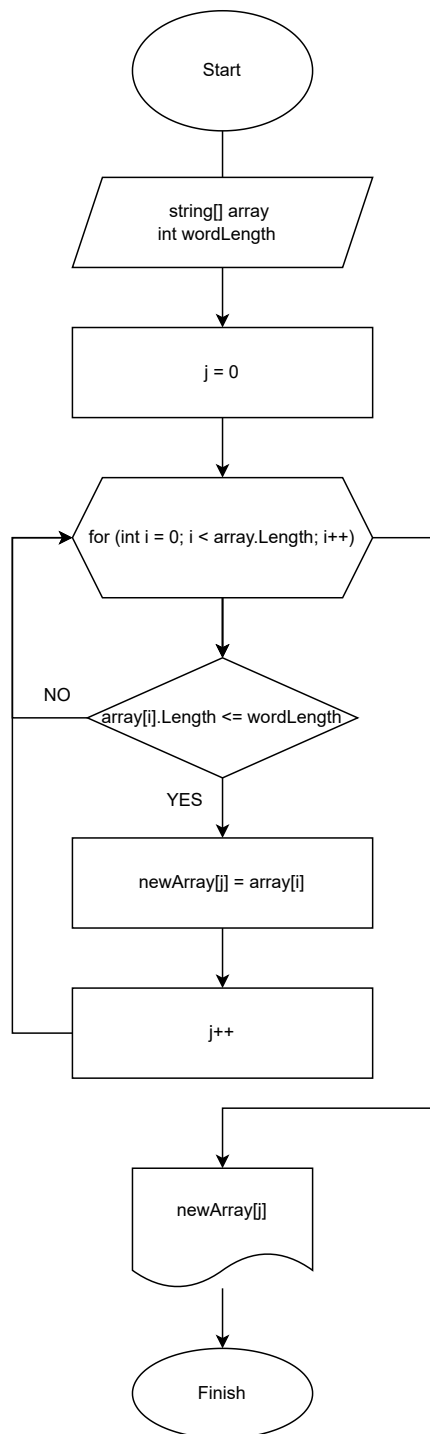 Start
string[] array
int wordLength
j = 0
for (int i = 0; i < array.Length; i++)
NO
array[i].Length <= wordLength
YES
newArray[j] = array[i]
j++
newArray[j]
Finish